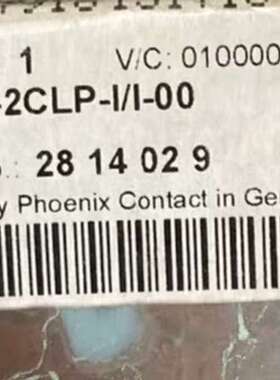 1 V/C: 010000
-2CLP-I/I-00
.: 28 14 02 9
y Phoenix Contact in Ge